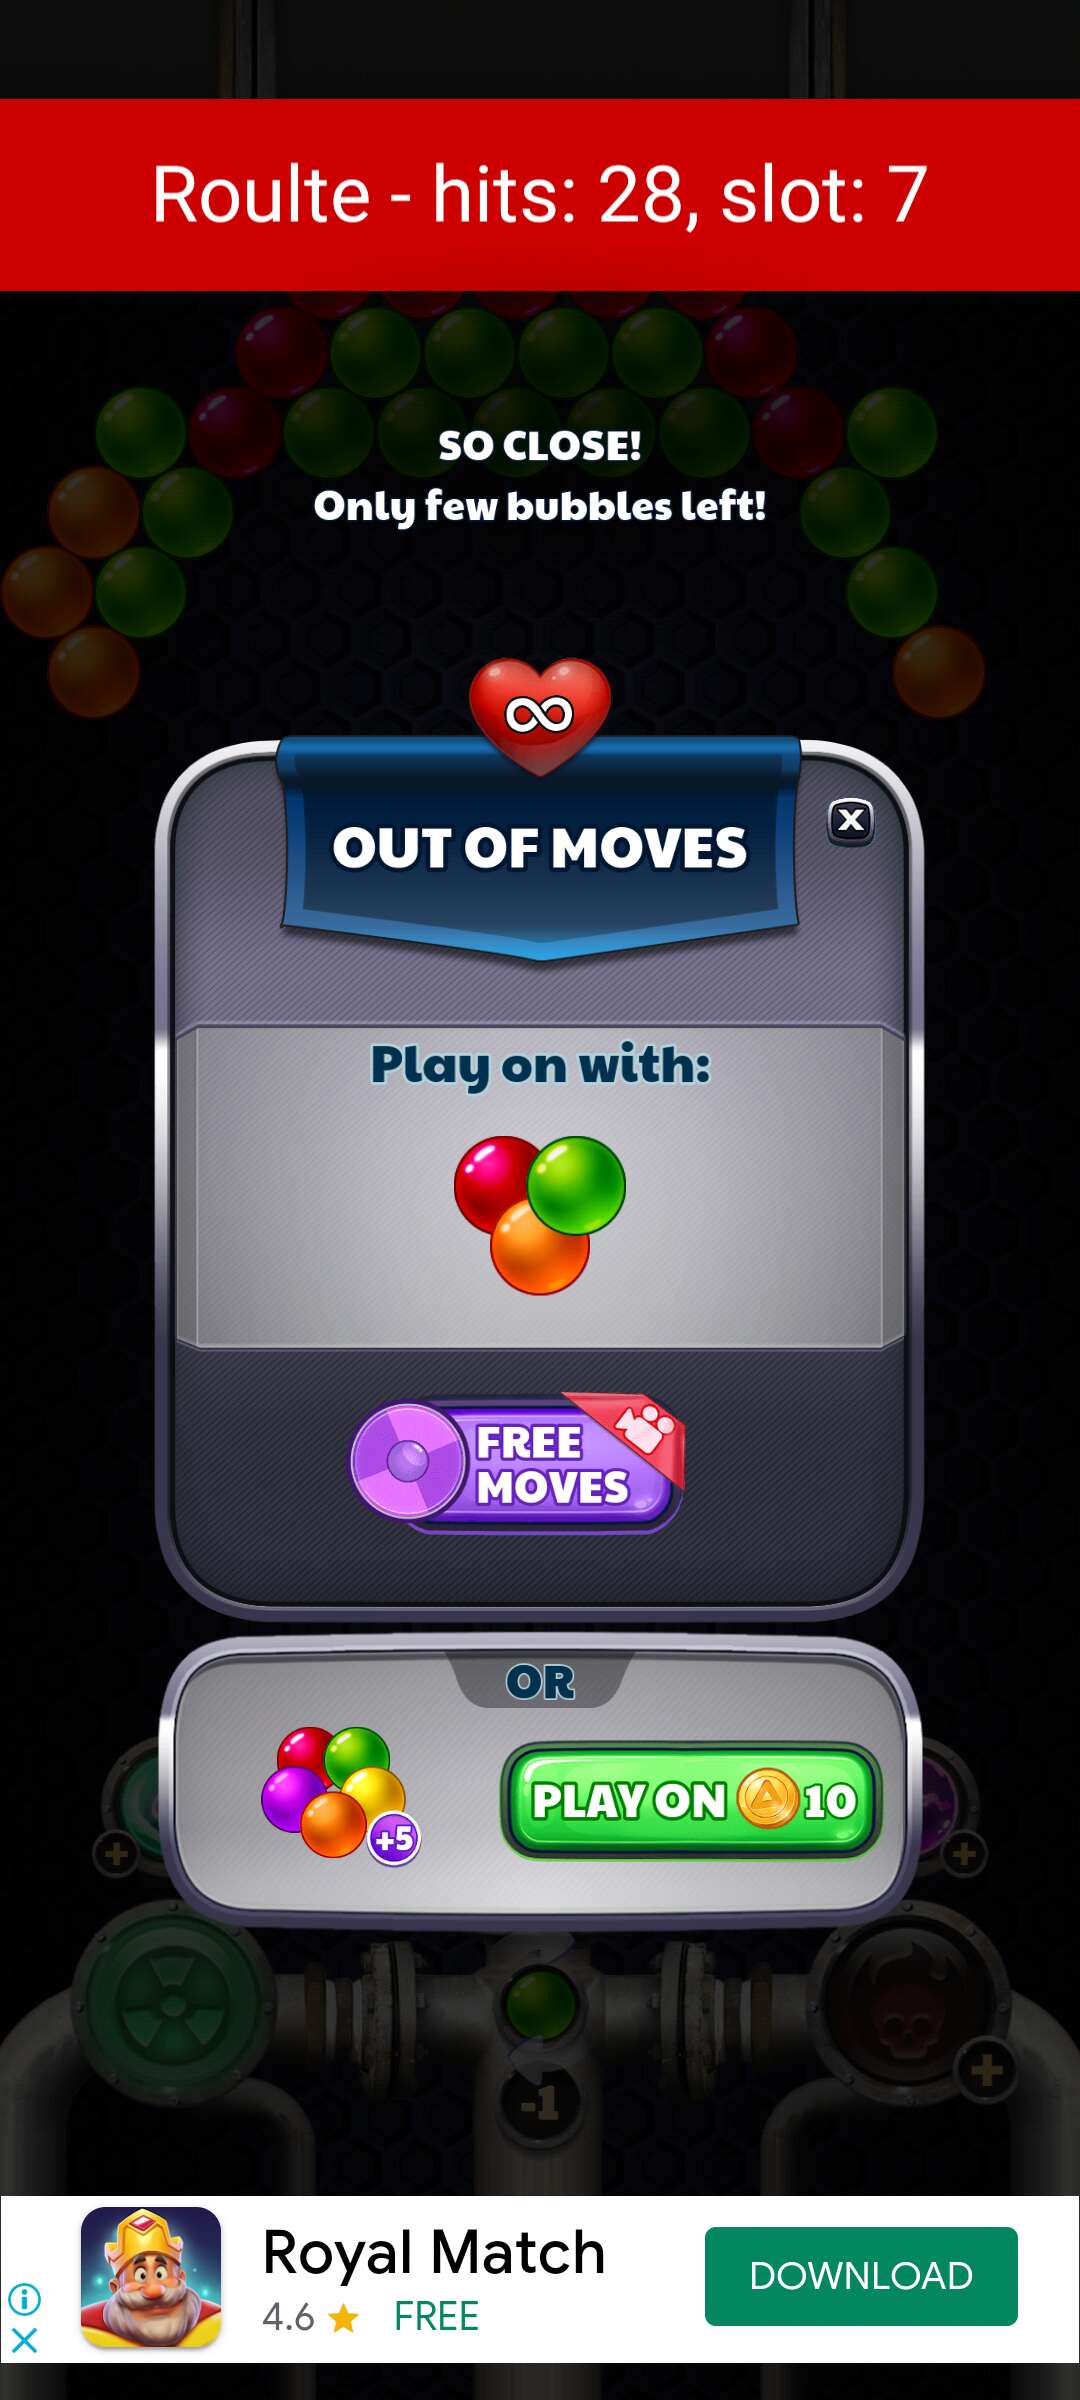 Roulte - hits: 28, slot: 7
SO CLOSE!
Only few bubbles left!
OUT OF MOVES
X
Play on with:
FREE
MOVES
OR
+5
PLAY ON 10
-1
Royal Match
4.6 FREE
DOWNLOAD